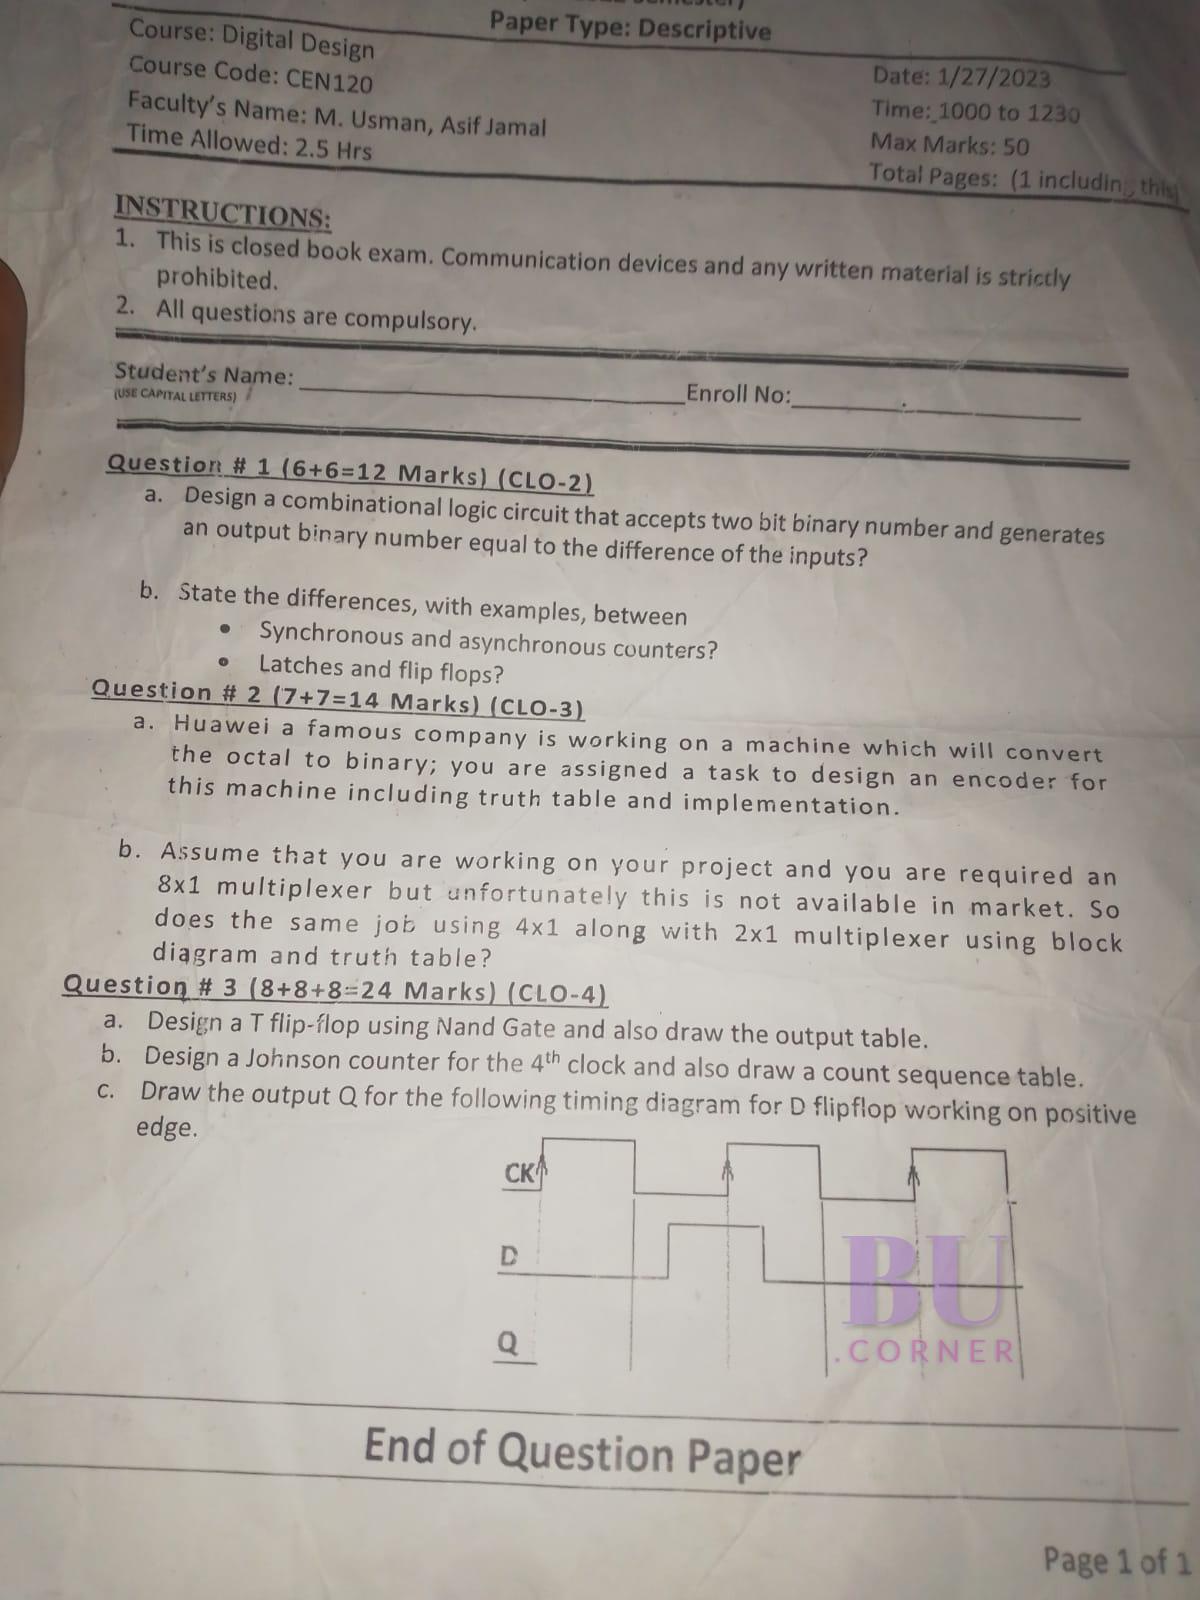 Paper Type: Descriptive
Course: Digital Design
Course Code: CEN120
Faculty's Name: M. Usman, Asif Jamal
Time Allowed: 2.5 Hrs
Date: 1/27/2023
Time: 1000 to 1230
Max Marks: 50
Total Pages: (1 including this)
INSTRUCTIONS:
1. This is closed book exam. Communication devices and any written material is strictly
prohibited.
2. All questions are compulsory.
Student's Name:
(USE CAPITAL LETTERS)
Enroll No:
Question # 1 (6+6=12 Marks) (CLO-2)
a. Design a combinational logic circuit that accepts two bit binary number and generates
an output binary number equal to the difference of the inputs?
b. State the differences, with examples, between
• Synchronous and asynchronous counters?
• Latches and flip flops?
Question # 2 (7+7=14 Marks) (CLO-3)
a. Huawei a famous company is working on a machine which will convert
the octal to binary; you are assigned a task to design an encoder for
this machine including truth table and implementation.
b. Assume that you are working on your project and you are required an
8x1 multiplexer but unfortunately this is not available in market. So
does the same job using 4x1 along with 2x1 multiplexer using block
diagram and truth table?
Question # 3 (8+8+8=24 Marks) (CLO-4)
a. Design a T flip-flop using Nand Gate and also draw the output table.
b. Design a Johnson counter for the 4th clock and also draw a count sequence table.
c. Draw the output Q for the following timing diagram for D flipflop working on positive
edge.
CK
D
Q
BU
.CORNER
End of Question Paper
Page 1 of 1